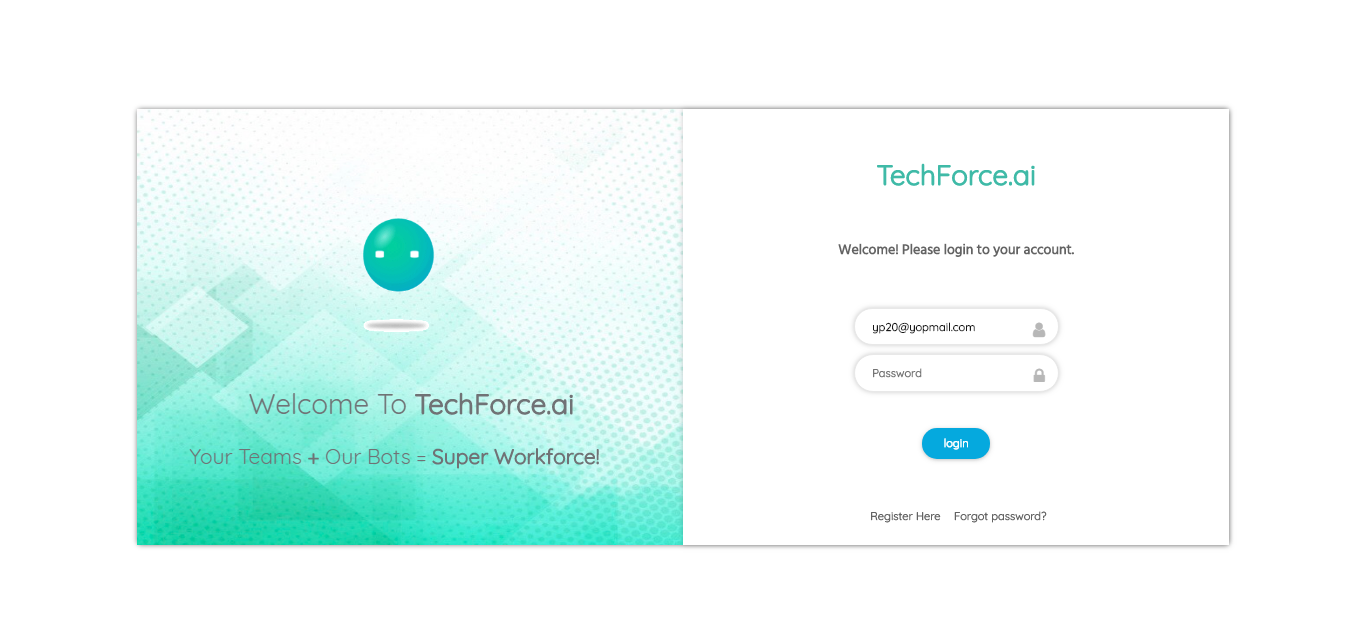 Welcome To TechForce.ai
Your Teams + Our Bots = Super Workforce!
TechForce.ai
Welcome! Please login to your account.
yp20@yopmail.com
Password
login
Register Here Forgot password?